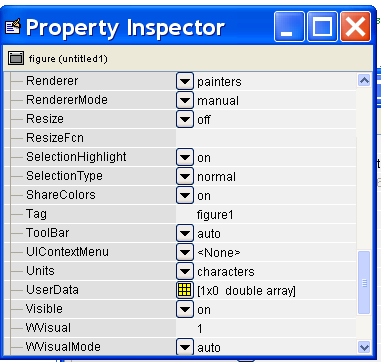 Property Inspector
figure (untitled1)
Renderer painters
RendererMode manual
Resize off
ResizeFcn
SelectionHighlight on
SelectionType normal
ShareColors on
Tag figure1
ToolBar auto
UIContextMenu <None>
Units characters
UserData [1x0 double array]
Visible on
WVisual 1
WVisualMode auto